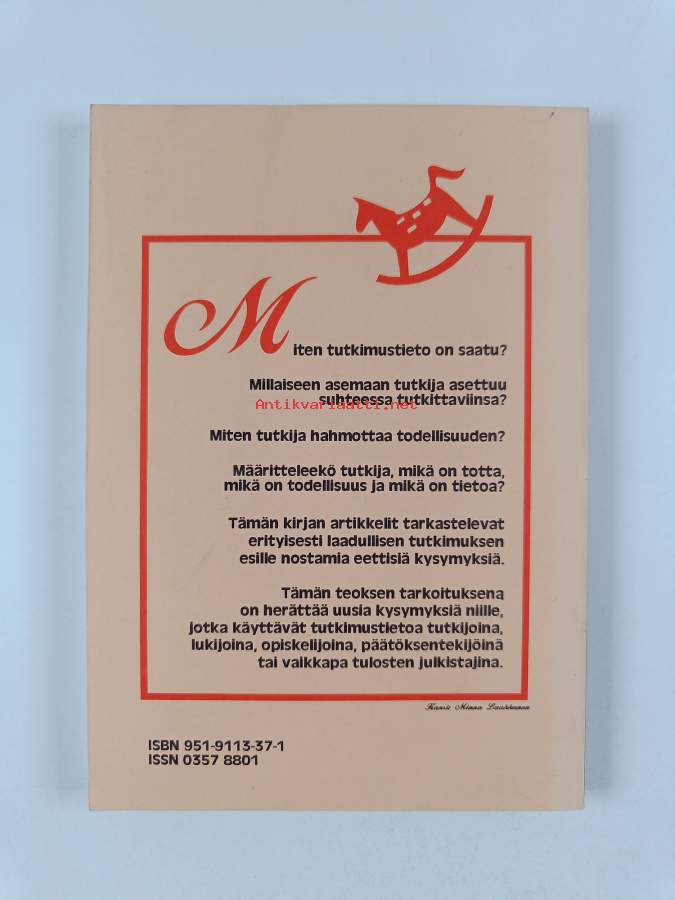 Miten tutkimustieto on saatu?
Millaiseen asemaan tutkija asettuu
suhteessa tutkittaviinsa?
Antikvariaatti.net
Miten tutkija hahmottaa todellisuuden?
Määritteleekö tutkija, mikä on totta,
mikä on todellisuus ja mikä on tietoa?
Tämän kirjan artikkelit tarkastelevat
erityisesti laadullisen tutkimuksen
esille nostamia eettisiä kysymyksiä.
Tämän teoksen tarkoituksena
on herättää uusia kysymyksiä niille,
jotka käyttävät tutkimustietoa tutkijoina,
lukijoina, opiskelijoina, päätöksentekijöinä
tai vaikkapa tulosten julkistajina.
Kansi Minna Laukkanen
ISBN 951-9113-37-1
ISSN 0357 8801